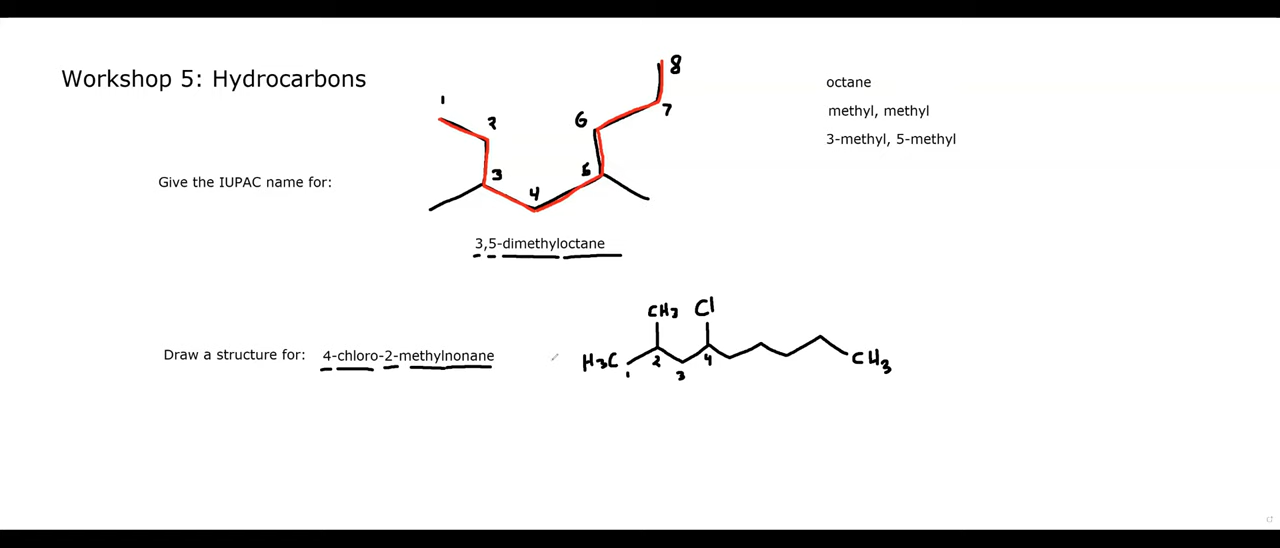 Workshop 5: Hydrocarbons
1
2
3
4
5
6
7
8
octane
methyl, methyl
3-methyl, 5-methyl
Give the IUPAC name for:
3,5-dimethyloctane
Draw a structure for: 4-chloro-2-methylnonane
CH3 Cl
H3C 1 2 3 4 CH3